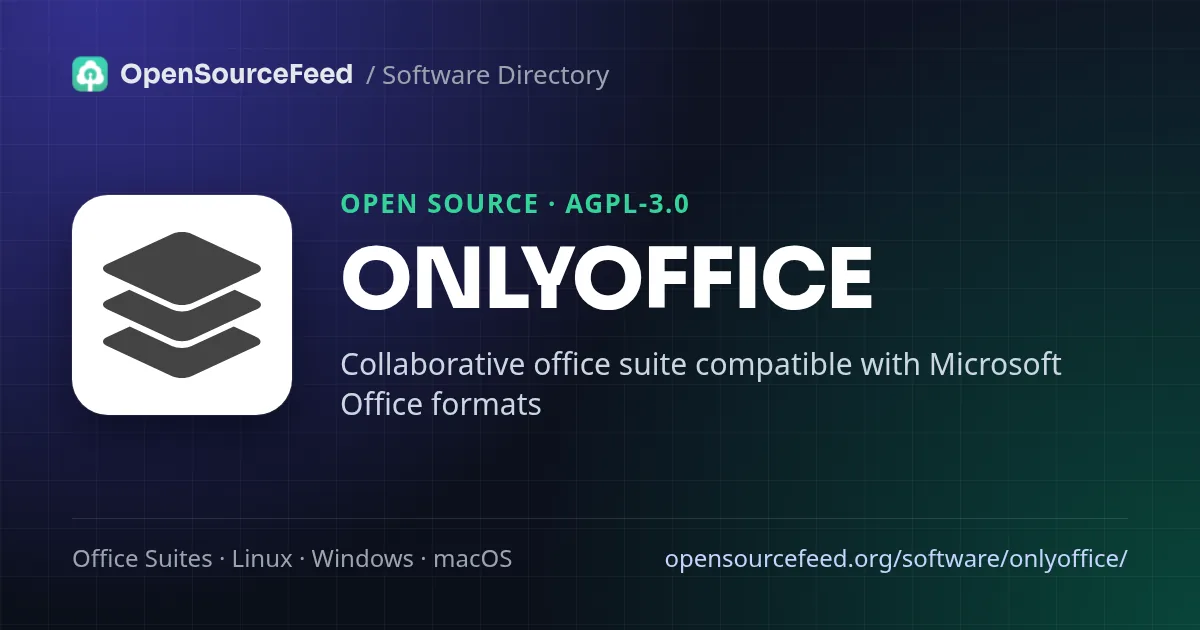 OpenSourceFeed / Software Directory
OPEN SOURCE · AGPL-3.0
ONLYOFFICE
Collaborative office suite compatible with Microsoft
Office formats
Office Suites · Linux · Windows · macOS
opensourcefeed.org/software/onlyoffice/